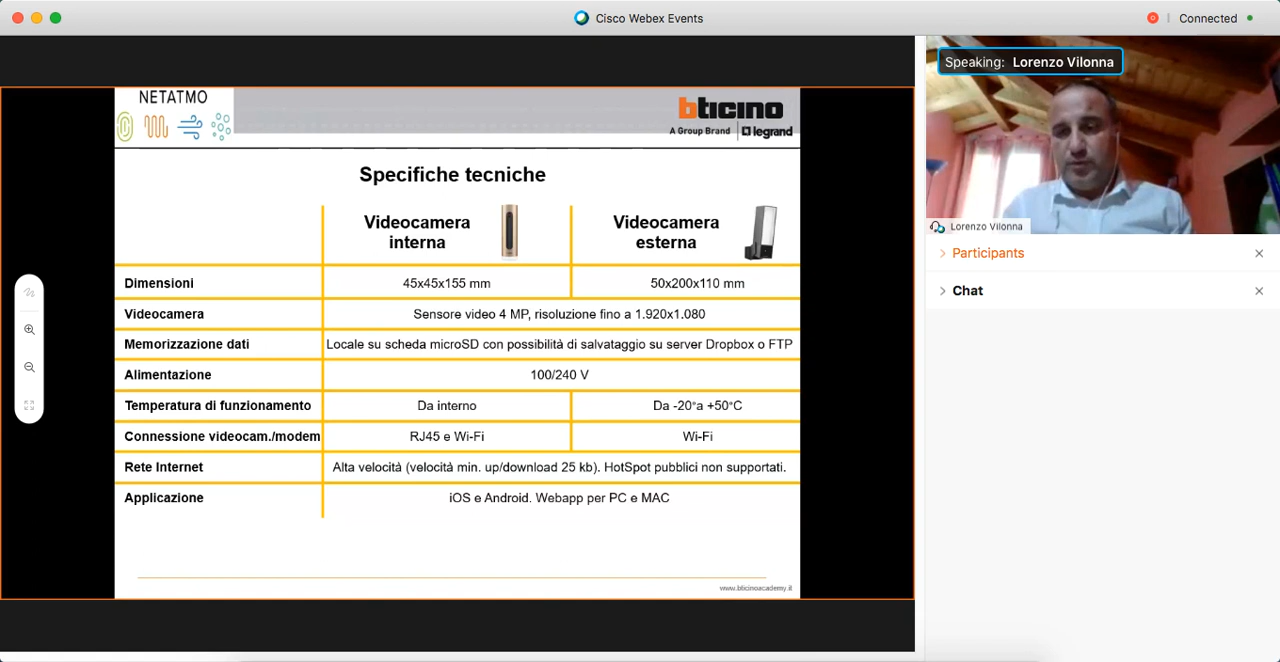 Cisco Webex Events
Connected
NETATMO
bticino
A Group Brand legrand
Specifiche tecniche
Videocamera
interna
Videocamera
esterna
Dimensioni 45x45x155 mm 50x200x110 mm
Videocamera Sensore video 4 MP, risoluzione fino a 1.920x1.080
Memorizzazione dati Locale su scheda microSD con possibilità di salvataggio su server Dropbox o FTP
Alimentazione 100/240 V
Temperatura di funzionamento Da interno Da -20°a +50°C
Connessione videocam./modem RJ45 e Wi-Fi Wi-Fi
Rete Internet Alta velocità (velocità min. up/download 25 kb). HotSpot pubblici non supportati.
Applicazione iOS e Android. Webapp per PC e MAC
www.bticinoacademy.it
Speaking: Lorenzo Vilonna
Lorenzo Vilonna
Participants
Chat